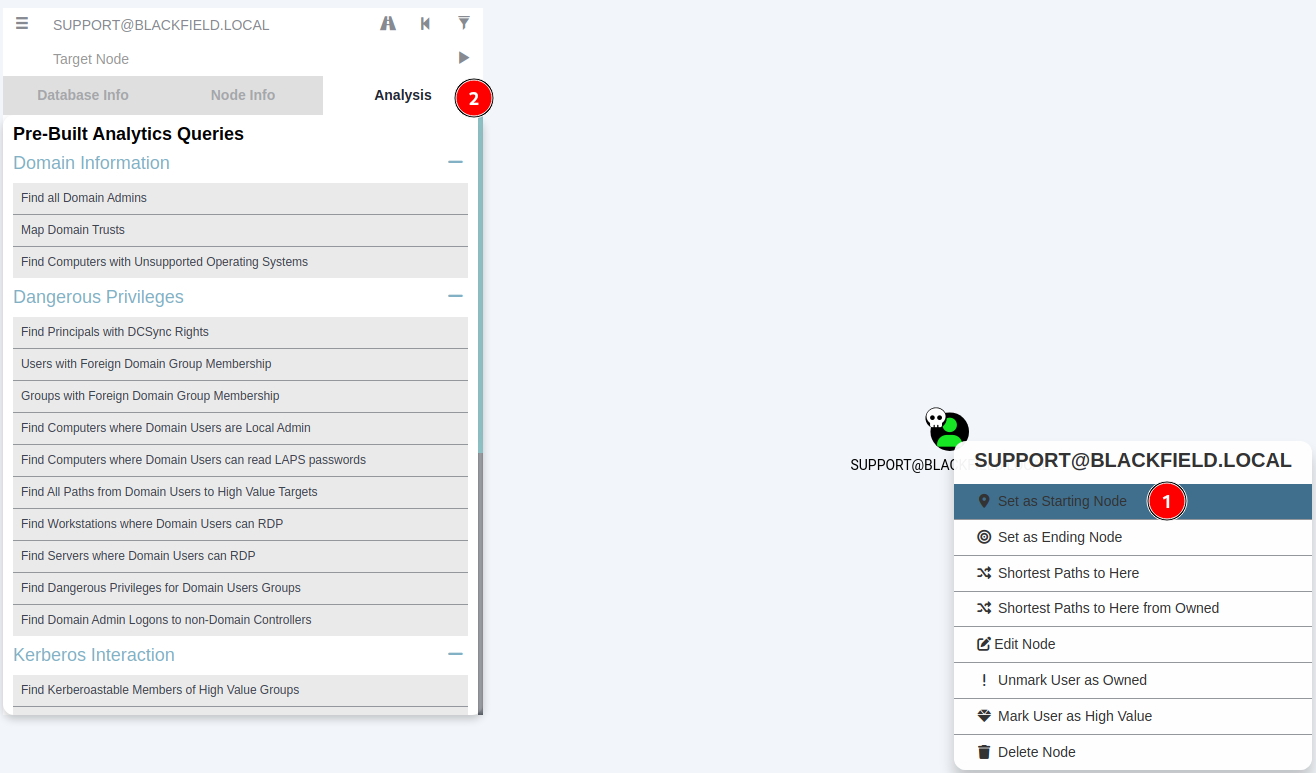 SUPPORT@BLACKFIELD.LOCAL
Target Node
Database Info
Node Info
Analysis
2
Pre-Built Analytics Queries
Domain Information
Find all Domain Admins
Map Domain Trusts
Find Computers with Unsupported Operating Systems
Dangerous Privileges
Find Principals with DCSync Rights
Users with Foreign Domain Group Membership
Groups with Foreign Domain Group Membership
Find Computers where Domain Users are Local Admin
Find Computers where Domain Users can read LAPS passwords
Find All Paths from Domain Users to High Value Targets
Find Workstations where Domain Users can RDP
Find Servers where Domain Users can RDP
Find Dangerous Privileges for Domain Users Groups
Find Domain Admin Logons to non-Domain Controllers
Kerberos Interaction
Find Kerberoastable Members of High Value Groups
SUPPORT@BLACKF
SUPPORT@BLACKFIELD.LOCAL
Set as Starting Node
1
Set as Ending Node
Shortest Paths to Here
Shortest Paths to Here from Owned
Edit Node
! Unmark User as Owned
Mark User as High Value
Delete Node